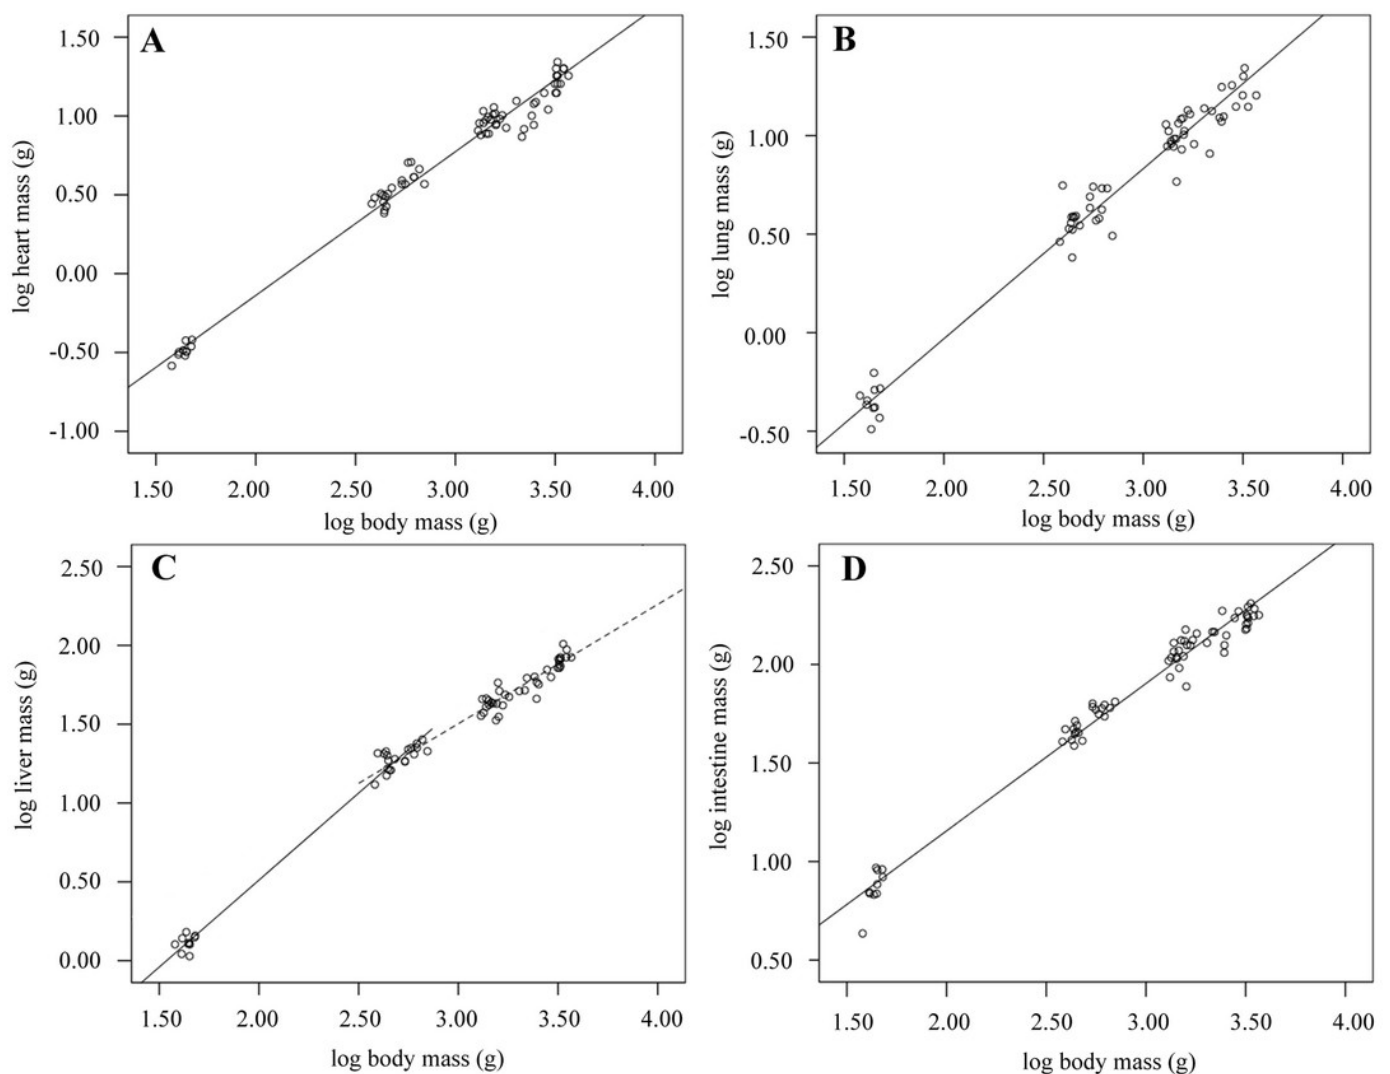 A
log heart mass (g)
1.50
1.00
0.50
0.00
-0.50
-1.00
1.50 2.00 2.50 3.00 3.50 4.00
log body mass (g)
B
log lung mass (g)
1.50
1.00
0.50
0.00
-0.50
1.50 2.00 2.50 3.00 3.50 4.00
log body mass (g)
C
log liver mass (g)
2.50
2.00
1.50
1.00
0.50
0.00
1.50 2.00 2.50 3.00 3.50 4.00
log body mass (g)
D
log intestine mass (g)
2.50
2.00
1.50
1.00
0.50
1.50 2.00 2.50 3.00 3.50 4.00
log body mass (g)